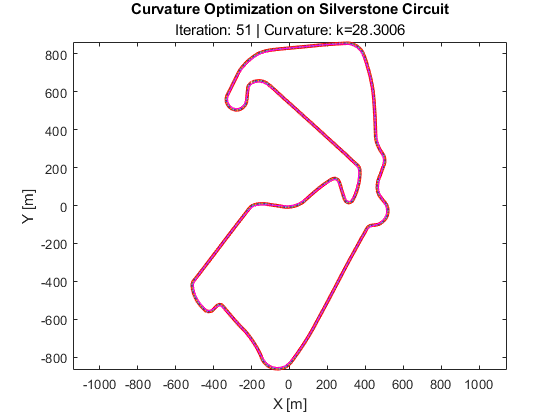 Curvature Optimization on Silverstone Circuit
Iteration: 51 | Curvature: k=28.3006
800
600
400
200
0
-200
-400
-600
-800
Y [m]
-1000 -800 -600 -400 -200 0 200 400 600 800 1000
X [m]